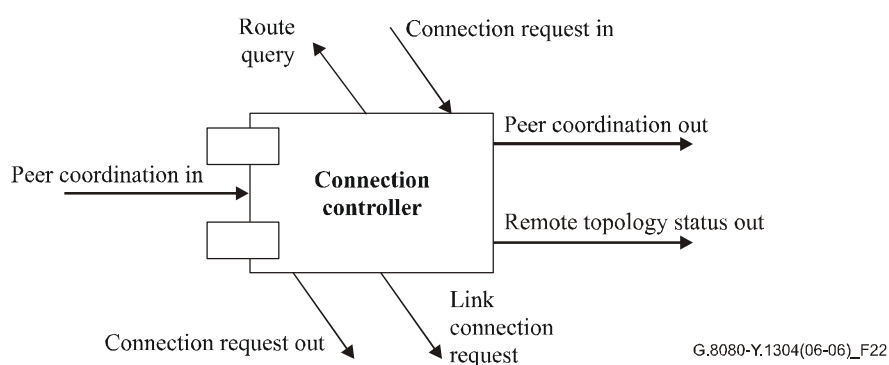 Route
query
Connection request in
Peer coordination out
Peer coordination in
Connection
controller
Remote topology status out
Connection request out
Link
connection
request
G.8080-Y.1304(06-06)_F22